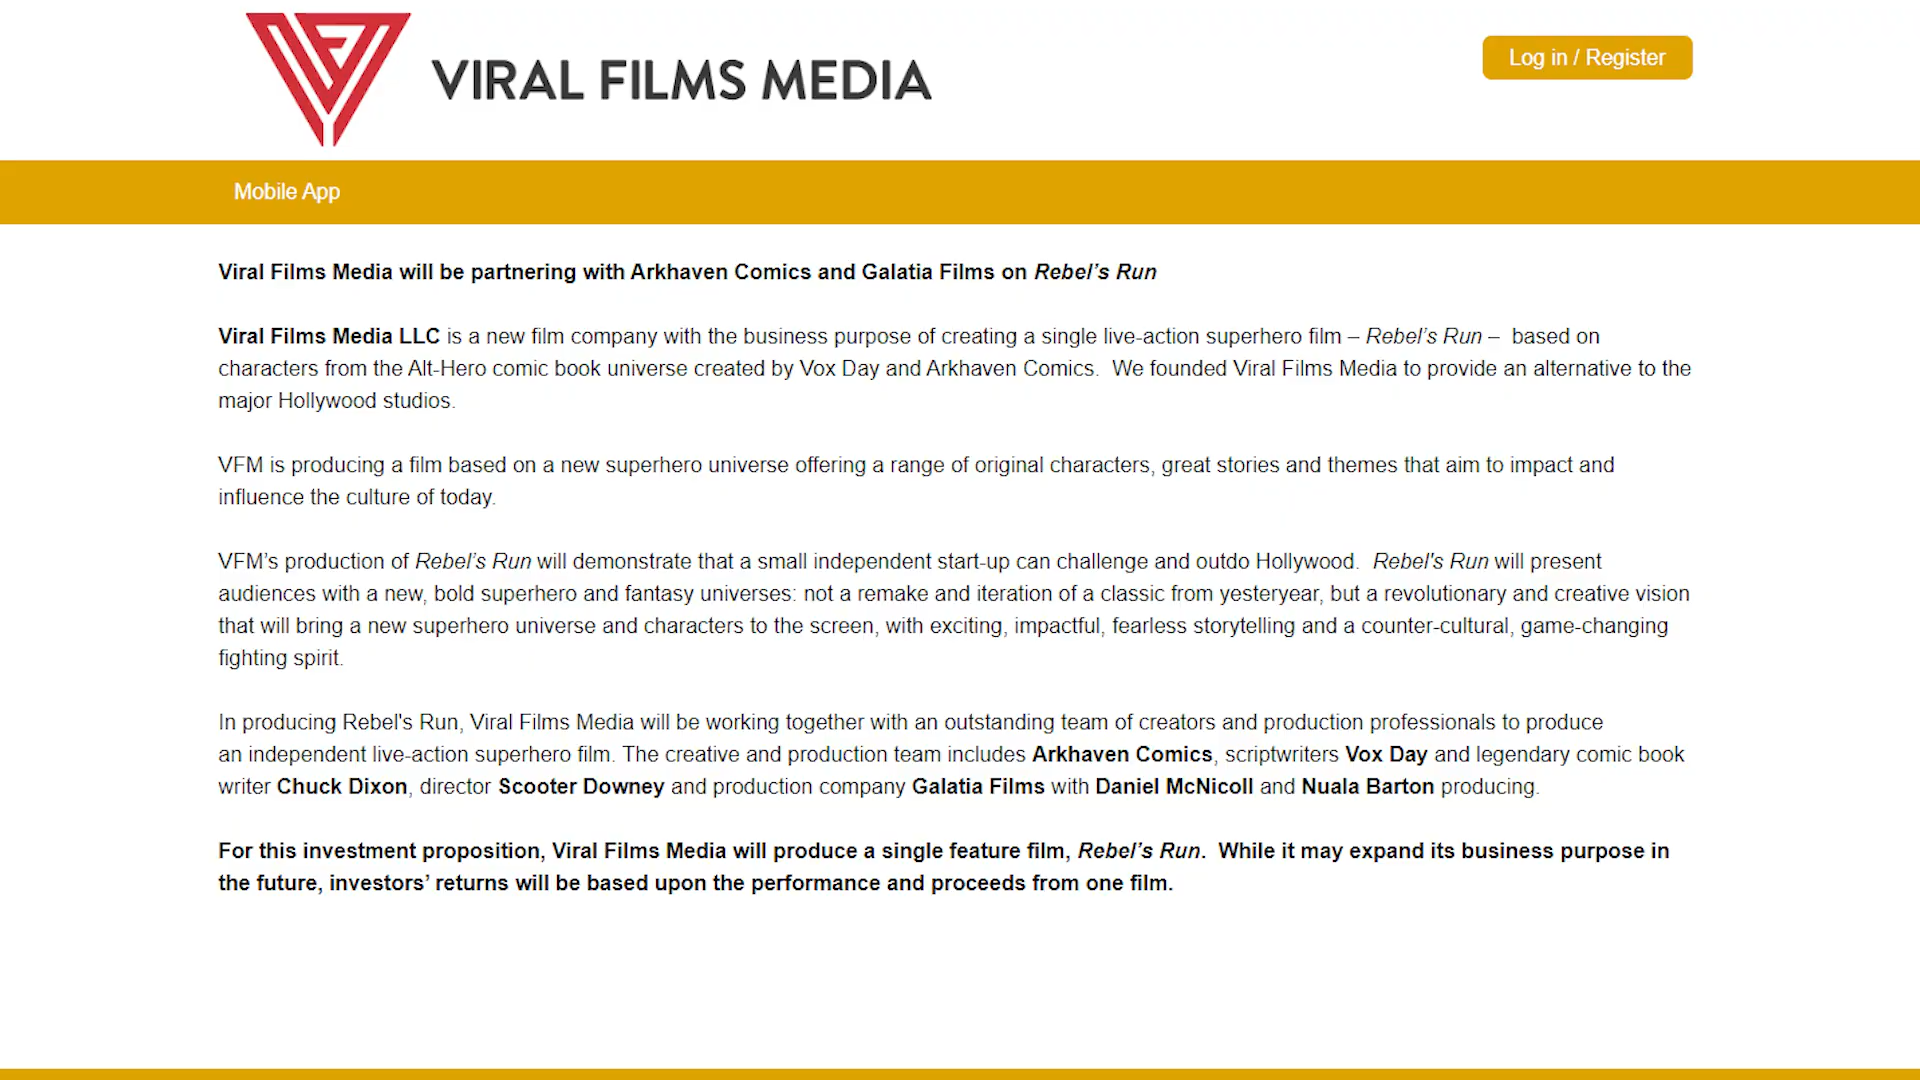 VIRAL FILMS MEDIA
Log in / Register
Mobile App
Viral Films Media will be partnering with Arkhaven Comics and Galatia Films on Rebel’s Run
Viral Films Media LLC is a new film company with the business purpose of creating a single live-action superhero film – Rebel’s Run – based on
characters from the Alt-Hero comic book universe created by Vox Day and Arkhaven Comics. We founded Viral Films Media to provide an alternative to the
major Hollywood studios.
VFM is producing a film based on a new superhero universe offering a range of original characters, great stories and themes that aim to impact and
influence the culture of today.
VFM’s production of Rebel’s Run will demonstrate that a small independent start-up can challenge and outdo Hollywood. Rebel's Run will present
audiences with a new, bold superhero and fantasy universes: not a remake and iteration of a classic from yesteryear, but a revolutionary and creative vision
that will bring a new superhero universe and characters to the screen, with exciting, impactful, fearless storytelling and a counter-cultural, game-changing
fighting spirit.
In producing Rebel's Run, Viral Films Media will be working together with an outstanding team of creators and production professionals to produce
an independent live-action superhero film. The creative and production team includes Arkhaven Comics, scriptwriters Vox Day and legendary comic book
writer Chuck Dixon, director Scooter Downey and production company Galatia Films with Daniel McNicoll and Nuala Barton producing.
For this investment proposition, Viral Films Media will produce a single feature film, Rebel’s Run. While it may expand its business purpose in
the future, investors’ returns will be based upon the performance and proceeds from one film.